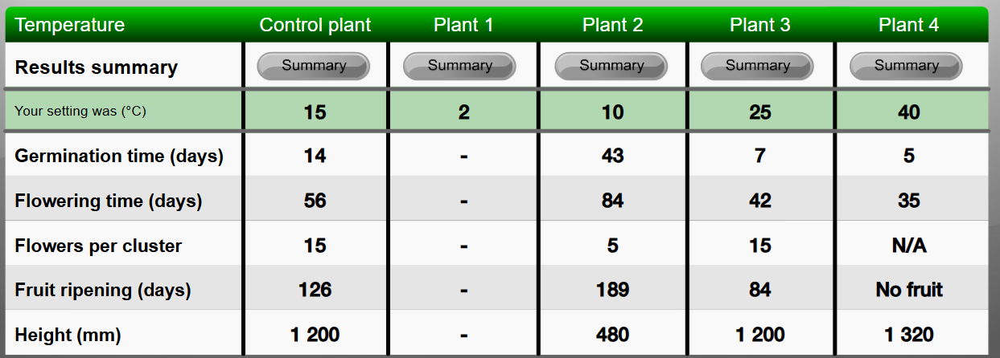 Temperature Control plant Plant 1 Plant 2 Plant 3 Plant 4
Results summary Summary Summary Summary Summary Summary
Your setting was (°C) 15 2 10 25 40
Germination time (days) 14 - 43 7 5
Flowering time (days) 56 - 84 42 35
Flowers per cluster 15 - 5 15 N/A
Fruit ripening (days) 126 - 189 84 No fruit
Height (mm) 1 200 - 480 1 200 1 320